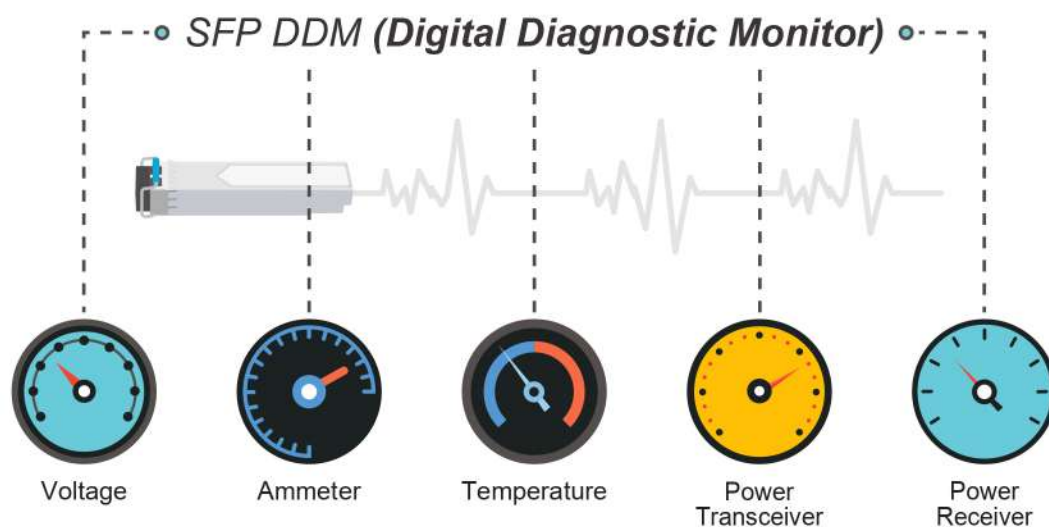 SFP DDM (Digital Diagnostic Monitor)
Voltage
Ammeter
Temperature
Power
Transceiver
Power
Receiver